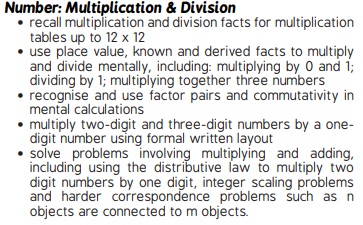 Number: Multiplication & Division
• recall multiplication and division facts for multiplication
tables up to 12 x 12
• use place value, known and derived facts to multiply
and divide mentally, including: multiplying by 0 and 1;
dividing by 1; multiplying together three numbers
• recognise and use factor pairs and commutativity in
mental calculations
• multiply two-digit and three-digit numbers by a one-
digit number using formal written layout
• solve problems involving multiplying and adding,
including using the distributive law to multiply two
digit numbers by one digit, integer scaling problems
and harder correspondence problems such as n
objects are connected to m objects.